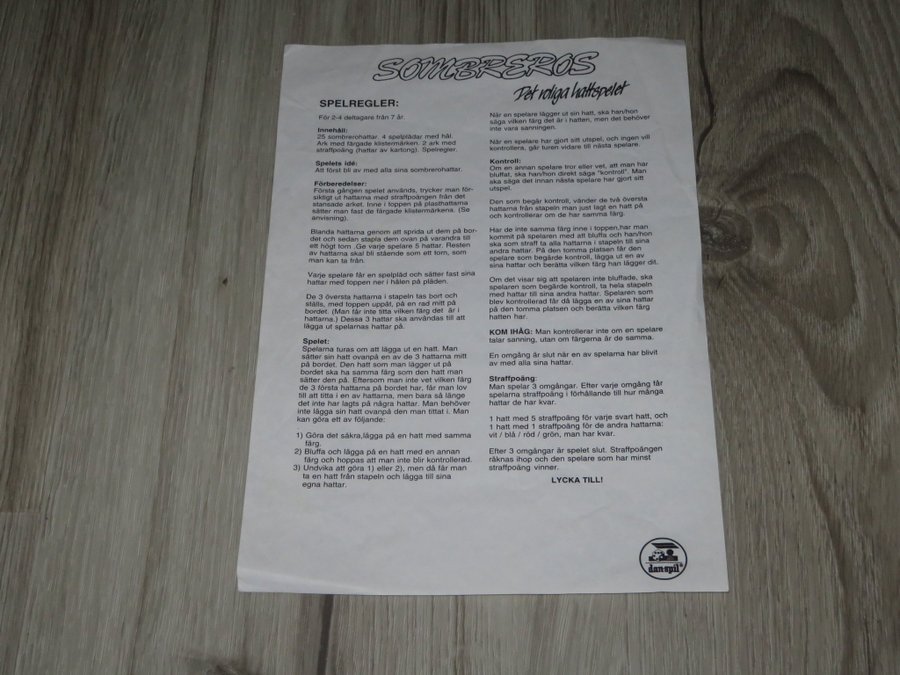 SOMBREROS
Det roliga hattspelet
SPELREGLER:
För 2-4 deltagare från 7 år.
Innehåll:
25 sombrerohattar. 4 spelplädar med hål.
Ark med färgade klistermärken. 2 ark med
straffpoäng (hattar av kartong). Spelregler.
Spelets idé:
Att först bli av med alla sina sombrerohattar.
Förberedelser:
Första gången spelet används, trycker man för-
siktigt ut hattarna med straffpoängen från det
stansade arket. Inne i toppen på plasthattarna
sätter man fast de färgade klistermärkena. (Se
anvisning).
Blanda hattarna genom att sprida ut dem på bor-
det och sedan stapla dem ovan på varandra till
ett högt torn .Ge varje spelare 5 hattar. Resten
av hattarna skal bli stående som ett torn, som
man kan ta från.
Varje spelare får en spelpläd och sätter fast sina
hattar med toppen ner i hålen på pläden.
De 3 översta hattarna i stapeln tas bort och
ställs, med toppen uppåt, på en rad mitt på
bordet. (Man får inte titta vilken färg det är i
hattarna.) Dessa 3 hattar ska användas till att
lägga ut spelarnas hattar på.
Spelet:
Spelarna turas om att lägga ut en hatt. Man
sätter sin hatt ovanpå en av de 3 hattarna mitt
på bordet. Den hatt som man lägger ut på
bordet ska ha samma färg som den hatt man
sätter den på. Eftersom man inte vet vilken färg
de 3 första hattarna på bordet har, får man lov
till att titta i en av hattarna, men bara så länge
det inte har lagts på några hattar. Man behöver
inte lägga sin hatt ovanpå den man tittat i. Man
kan göra ett av följande:
1) Göra det säkra,lägga på en hatt med samma
färg.
2) Bluffa och lägga på en hatt med en annan
färg och hoppas att man inte blir kontrollerad.
3) Undvika att göra 1) eller 2), men då får man
ta en hatt från stapeln och lägga till sina
egna hattar.
När en spelare lägger ut sin hatt, ska han/hon
säga vilken färg det är i hatten, men det behöver
inte vara sanningen.
När en spelare har gjort sitt utspel, och ingen vill
kontrollera, går turen vidare till nästa spelare.
Kontroll:
Om en annan spelare tror eller vet, att man har
bluffat, ska han/hon direkt säga "kontroll". Man
ska säga det innan nästa spelare har gjort sitt
utspel.
Den som begär kontroll, vänder de två översta
hattarna från stapeln man just lagt en hatt på
och kontrollerar om de har samma färg.
Har de inte samma färg inne i toppen,har man
kommit på spelaren med att bluffa och han/hon
ska som straff ta alla hattarna i stapeln till sina
andra hattar. På den tomma platsen får den
spelare som begärde kontroll, lägga ut en av
sina hattar och berätta vilken färg han lägger dit.
Om det visar sig att spelaren inte bluffade, ska
spelaren som begärde kontroll, ta hela stapeln
med hattar till sina andra hattar. Spelaren som
blev kontrollerad får då lägga en av sina hattar
på den tomma platsen och berätta vilken färg
hatten har.
KOM IHÅG: Man kontrollerar inte om en spelare
talar sanning, utan om färgerna är de samma.
En omgång är slut när en av spelarna har blivit
av med alla sina hattar.
Straffpoäng:
Man spelar 3 omgångar. Efter varje omgång får
spelarna straffpoäng i förhållande till hur många
hattar de har kvar.
1 hatt med 5 straffpoäng för varje svart hatt, och
1 hatt med 1 straffpoäng för de andra hattarna:
vit / blå / röd / grön, man har kvar.
Efter 3 omgångar är spelet slut. Straffpoängen
räknas ihop och den spelare som har minst
straffpoäng vinner.
LYCKA TILL!
dan-spil